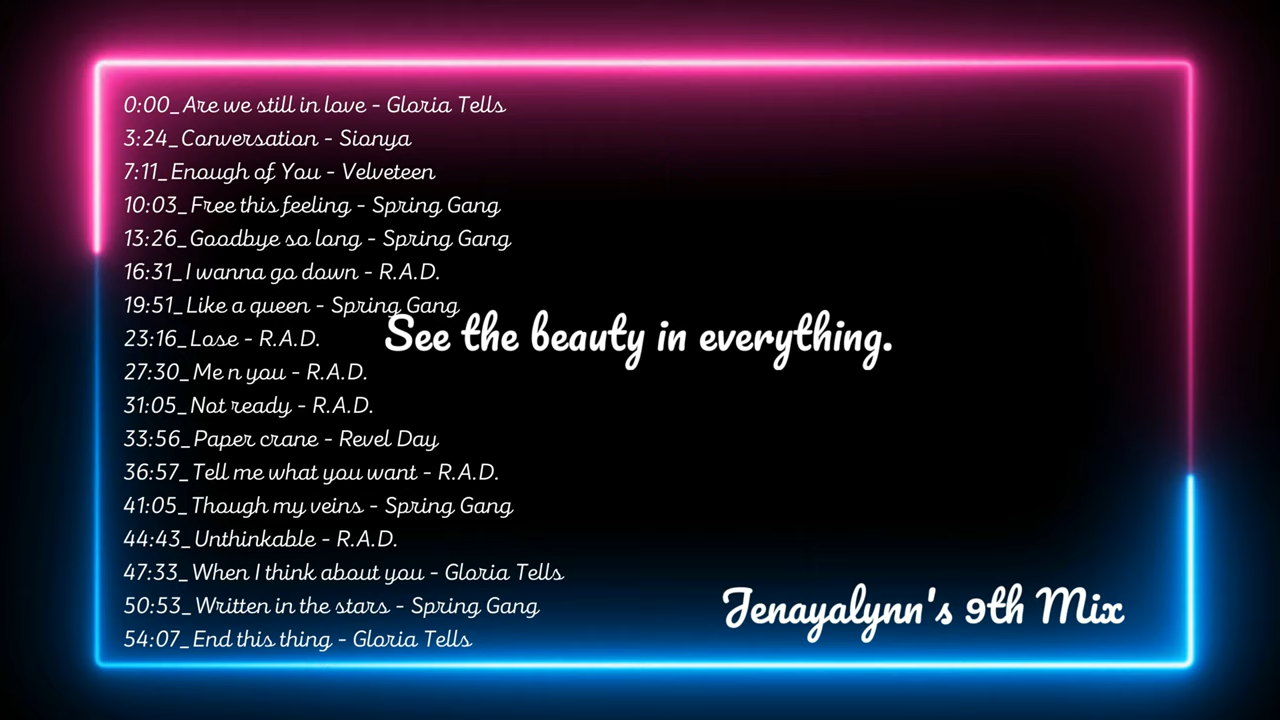 0:00_Are we still in love - Gloria Tells
3:24_Conversation - Sionya
7:11_Enough of You - Velveteen
10:03_Free this feeling - Spring Gang
13:26_Goodbye so long - Spring Gang
16:31_I wanna go down - R.A.D.
19:51_Like a queen - Spring Gang
23:16_Lose - R.A.D.
See the beauty in everything.
27:30_Me n you - R.A.D.
31:05_Not ready - R.A.D.
33:56_Paper crane - Revel Day
36:57_Tell me what you want - R.A.D.
41:05_Though my veins - Spring Gang
44:43_Unthinkable - R.A.D.
47:33_When I think about you - Gloria Tells
50:53_Written in the stars - Spring Gang
54:07_End this thing - Gloria Tells
Jenayalynn's 9th Mix